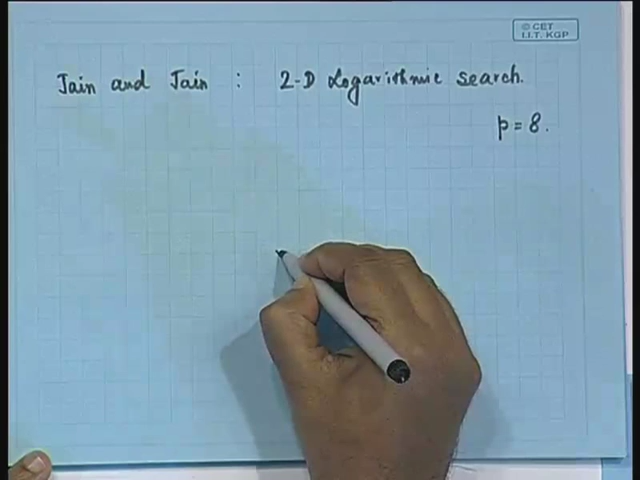 © CET
I.I.T. KGP
Jain and Jain : 2-D Logarithmic search.
p = 8.